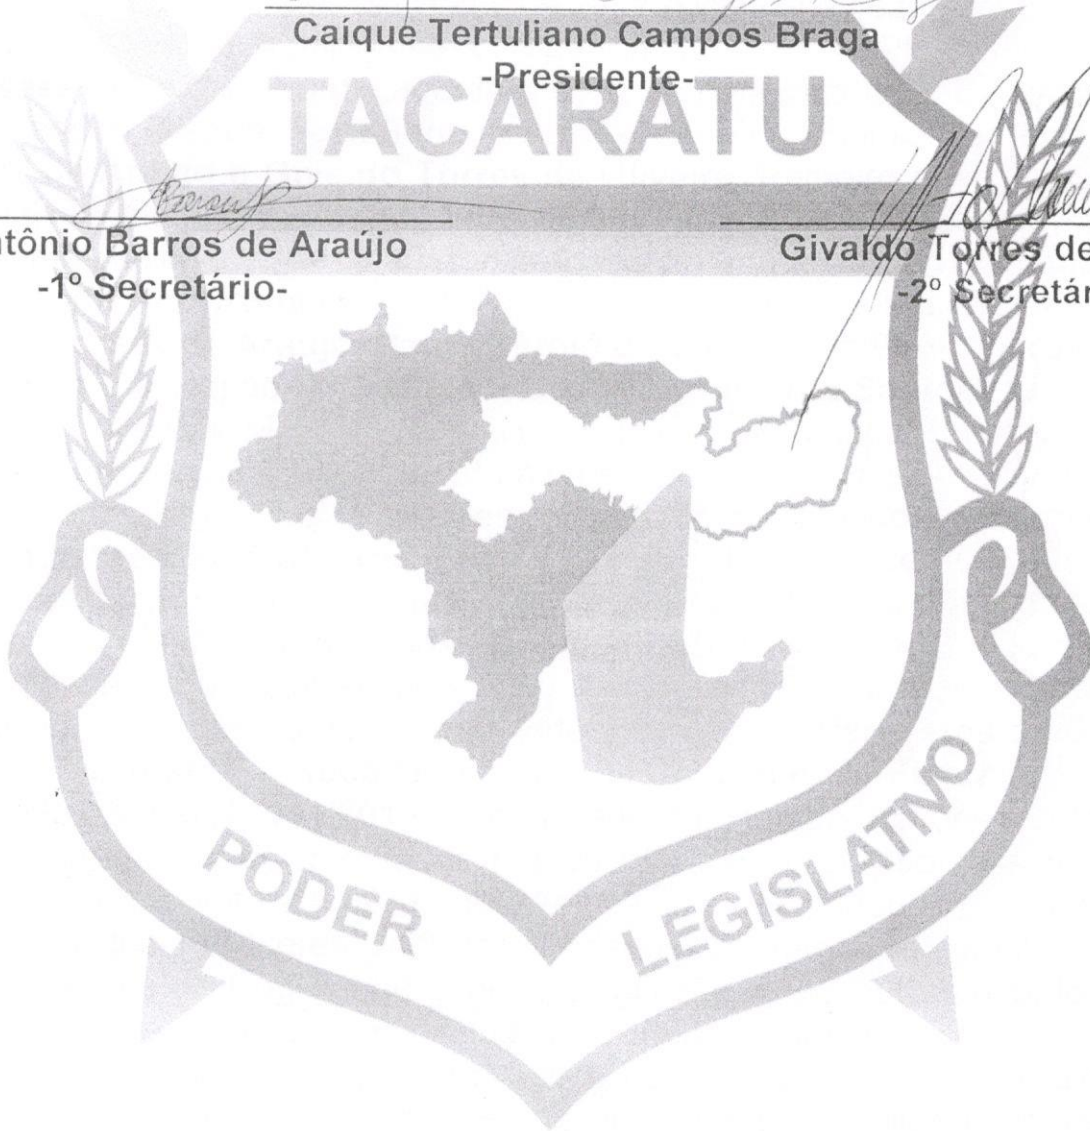 Caíque Tertuliano Campos Braga
-Presidente-
TACARATU
tônio Barros de Araújo
-1º Secretário-
Givaldo Torres de
-2º Secretár
PODER LEGISLATIVO